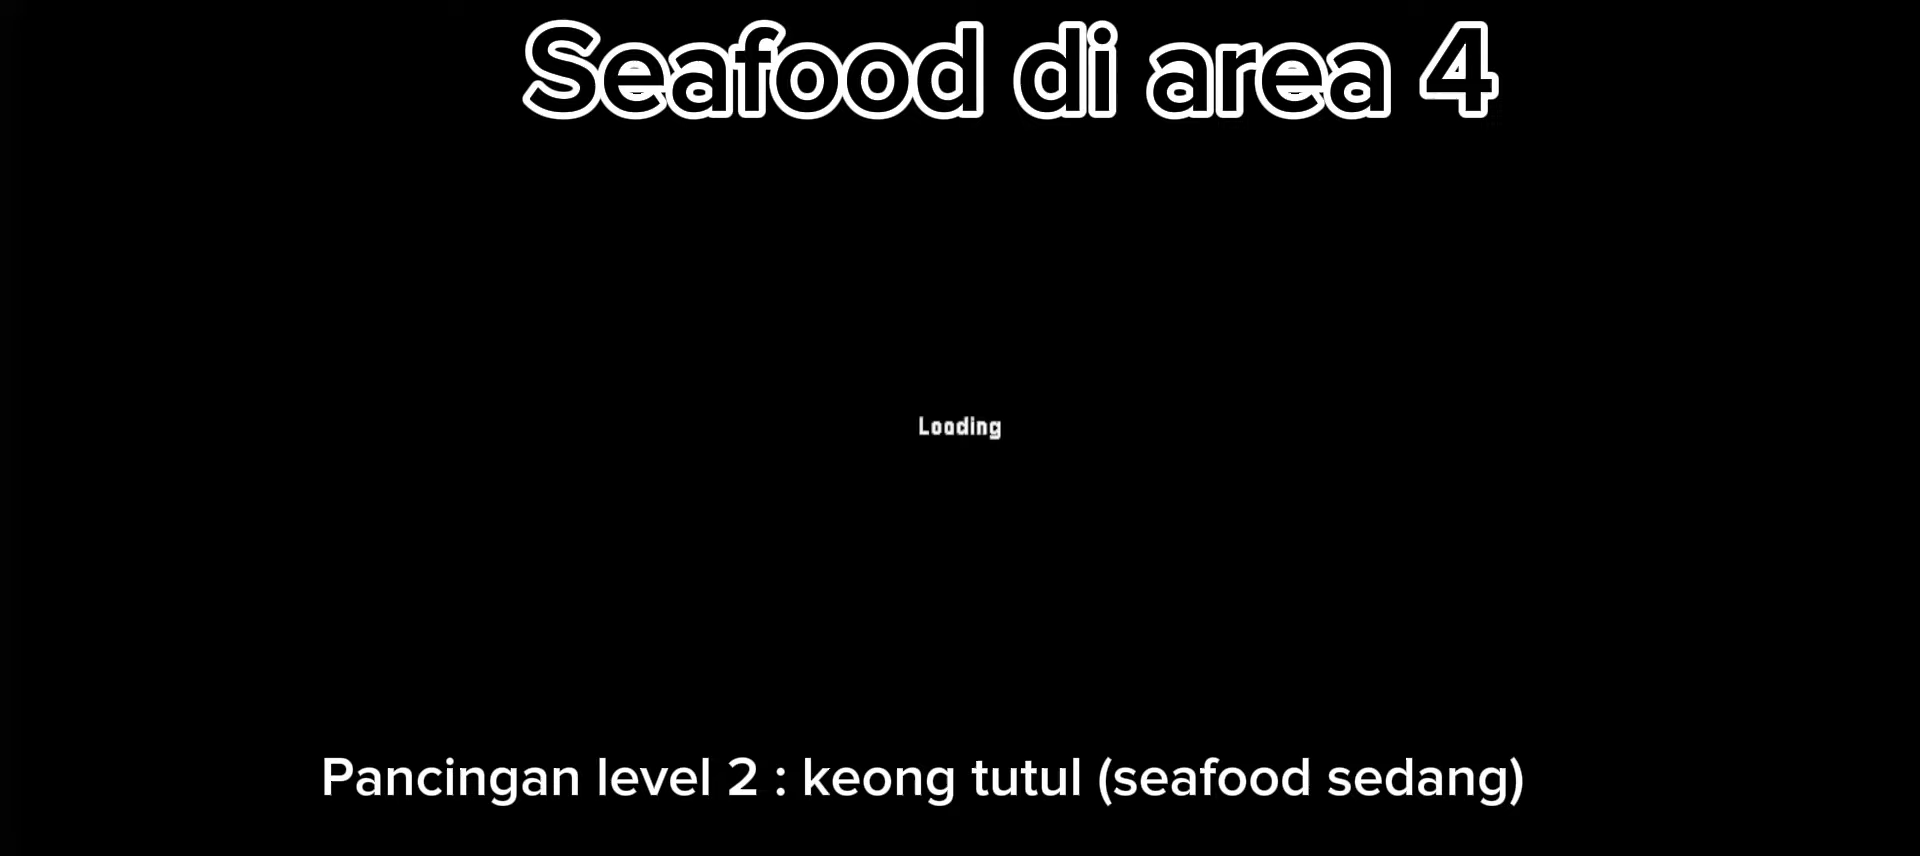 Seafood di area 4
Loading
Pancingan level 2 : keong tutul (seafood sedang)